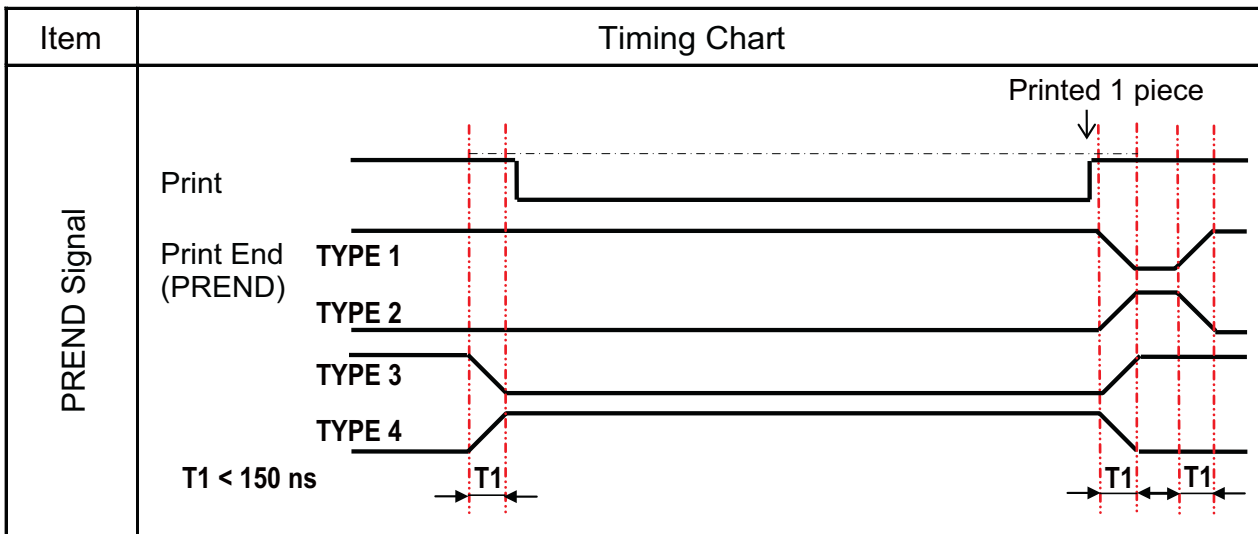 Item
Timing Chart
PREND Signal
Printed 1 piece
Print
Print End
(PREND)
TYPE 1
TYPE 2
TYPE 3
TYPE 4
T1 < 150 ns
T1
T1
T1